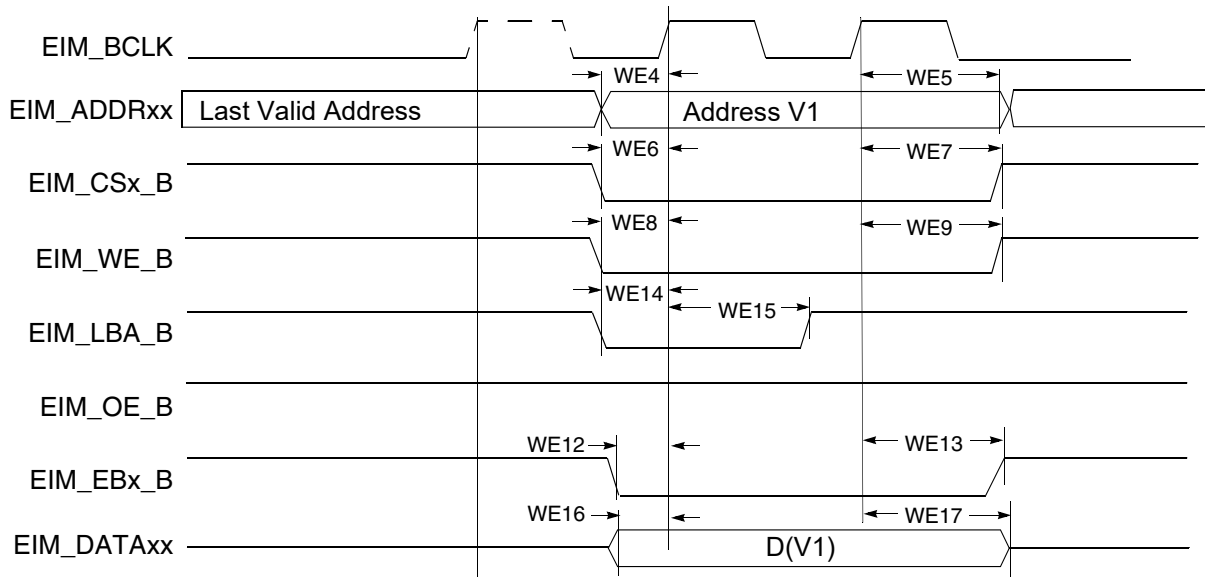 EIM_BCLK
WE4
WE5
EIM_ADDRxx
Last Valid Address
Address V1
WE6
WE7
EIM_CSx_B
WE8
WE9
EIM_WE_B
WE14
WE15
EIM_LBA_B
EIM_OE_B
WE12
WE13
EIM_EBx_B
WE16
WE17
EIM_DATAxx
D(V1)